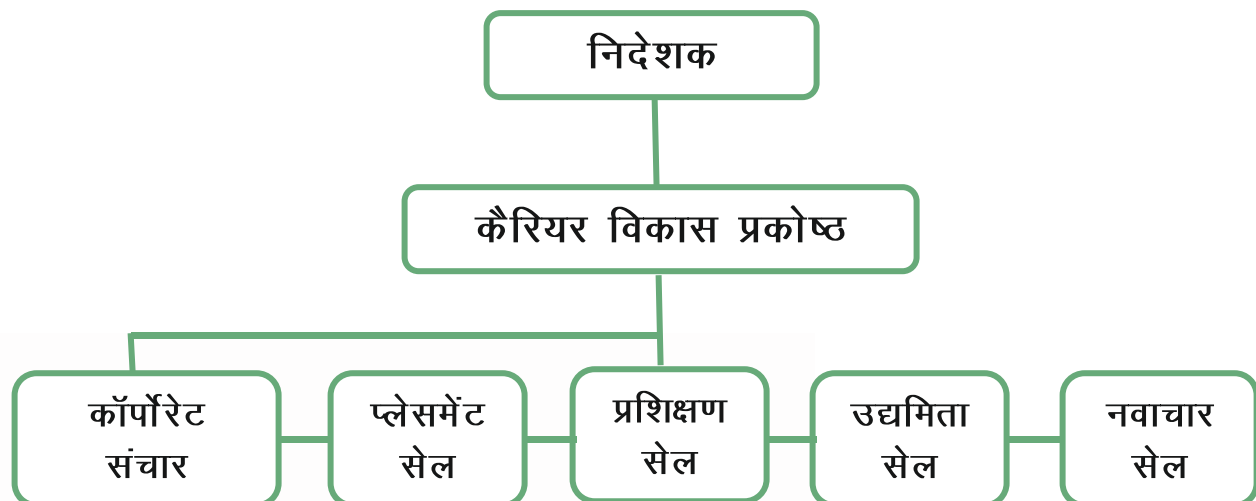 निदेशक
कैरियर विकास प्रकोष्ठ
कॉर्पोरेट
संचार
प्लेसमेंट
सेल
प्रशिक्षण
सेल
उद्यमिता
सेल
नवाचार
सेल